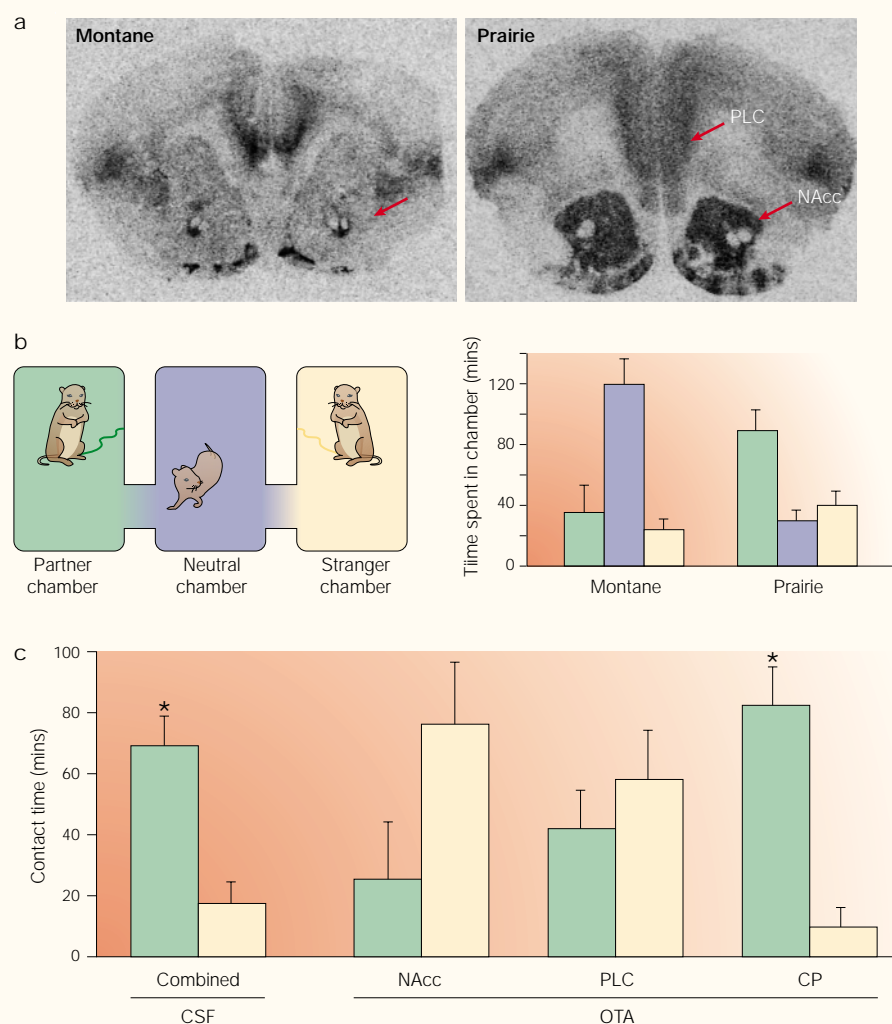 a
Montane
Prairie
PLC
NAcc
b
Partner
chamber
Neutral
chamber
Stranger
chamber
Tiime spent in chamber (mins)
120
80
40
0
Montane
Prairie
c
Contact time (mins)
100
80
60
40
20
0
*
*
Combined
NAcc
PLC
CP
CSF
OTA